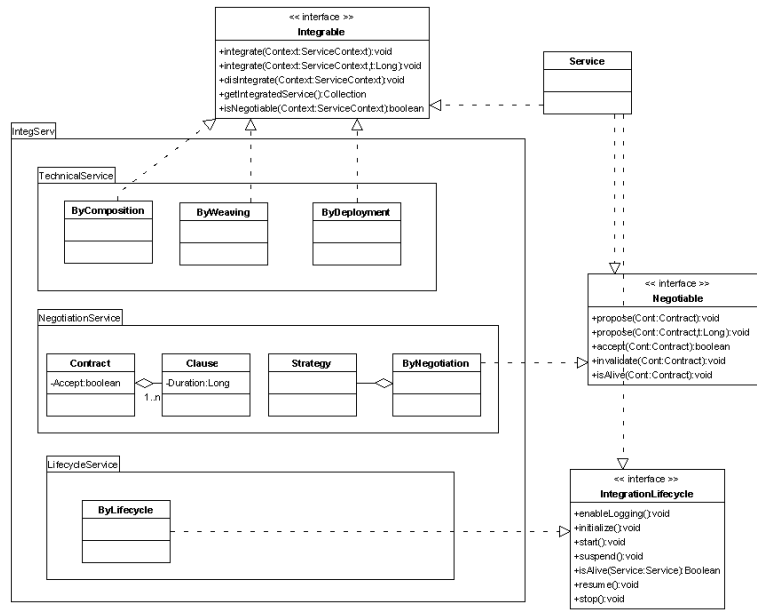 << interface >>
Integrable
+integrate(Context:ServiceContext):void
+integrate(Context:ServiceContext,t:Long):void
+disIntegrate(Context:ServiceContext):void
+getIntegratedService():Collection
+isNegotiable(Context:ServiceContext):boolean
Service
IntegServ
TechnicalService
ByComposition
ByWeaving
ByDeployment
<< interface >>
Negotiable
+propose(Cont:Contract):void
+propose(Cont:Contract,t:Long):void
+accept(Cont:Contract):boolean
+invalidate(Cont:Contract):void
+isAlive(Cont:Contract):void
NegotiationService
Contract
-Accept:boolean
1..n
Clause
-Duration:Long
Strategy
ByNegotiation
LifecycleService
ByLifecycle
<< interface >>
IntegrationLifecycle
+enableLogging():void
+initialize():void
+start():void
+suspend():void
+isAlive(Service:Service):Boolean
+resume():void
+stop():void